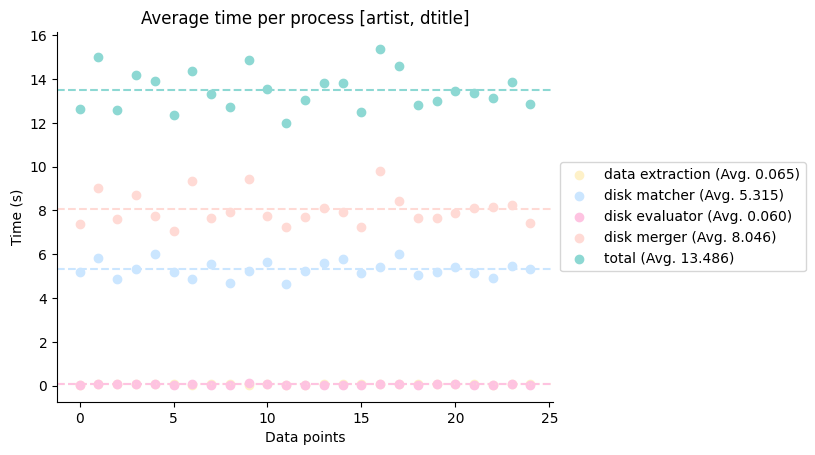 Average time per process [artist, dtitle]
16
14
12
10
8
6
4
2
0
Time (s)
0
5
10
15
20
25
Data points
data extraction (Avg. 0.065)
disk matcher (Avg. 5.315)
disk evaluator (Avg. 0.060)
disk merger (Avg. 8.046)
total (Avg. 13.486)